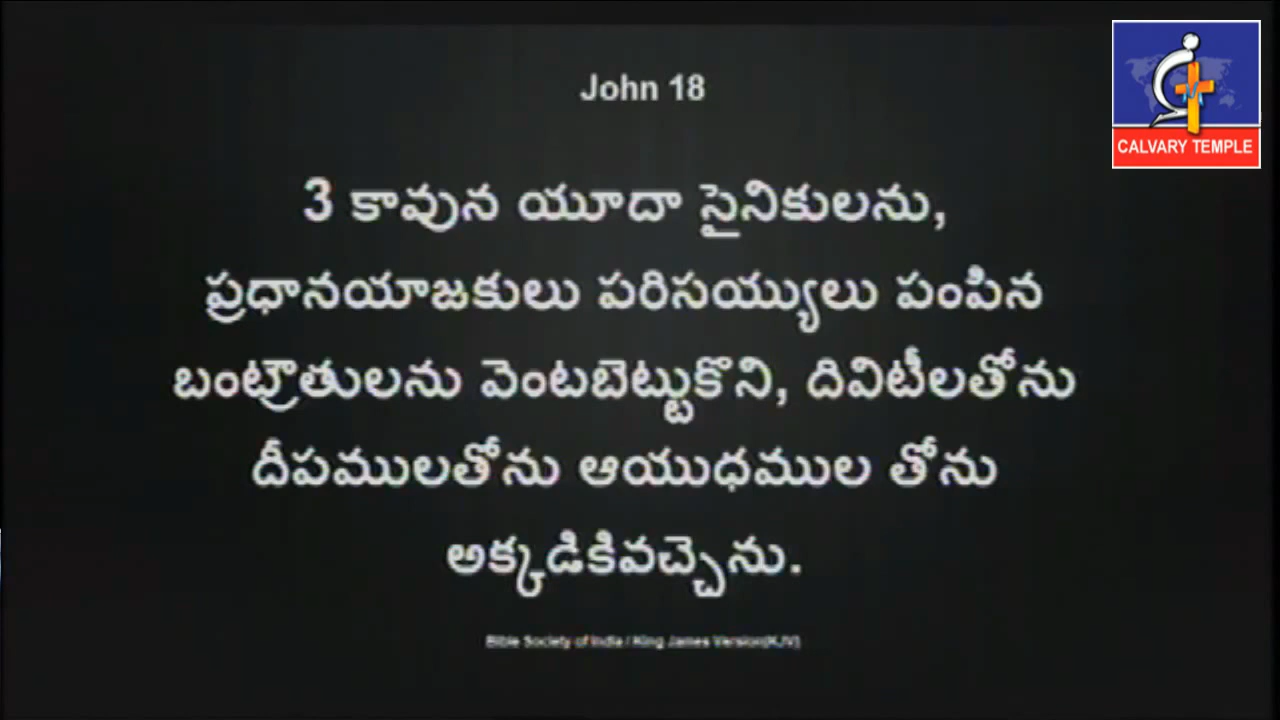 John 18
CALVARY TEMPLE
3 కావున యూదా సైనికులను,
ప్రధానయాజకులు పరిసయ్యులు పంపిన
బంట్రౌతులను వెంటబెట్టుకొని, దివిటీలతోను
దీపములతోను ఆయుధముల తోను
అక్కడికివచ్చెను.
Bible Society of India / King James Version(KJV)